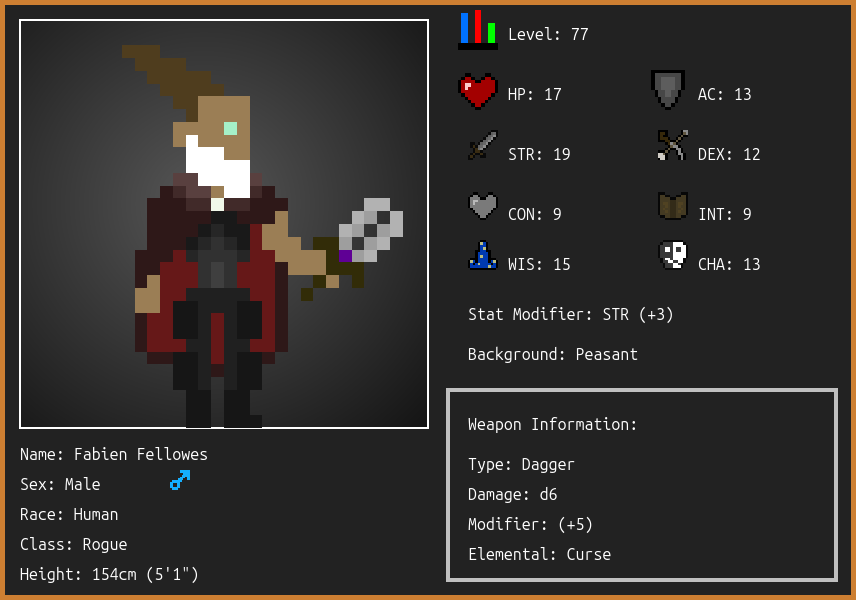 Level: 77
HP: 17
AC: 13
STR: 19
DEX: 12
CON: 9
INT: 9
WIS: 15
CHA: 13
Stat Modifier: STR (+3)
Background: Peasant
Weapon Information:
Type: Dagger
Damage: d6
Modifier: (+5)
Elemental: Curse
Name: Fabien Fellowes
Sex: Male
Race: Human
Class: Rogue
Height: 154cm (5'1")